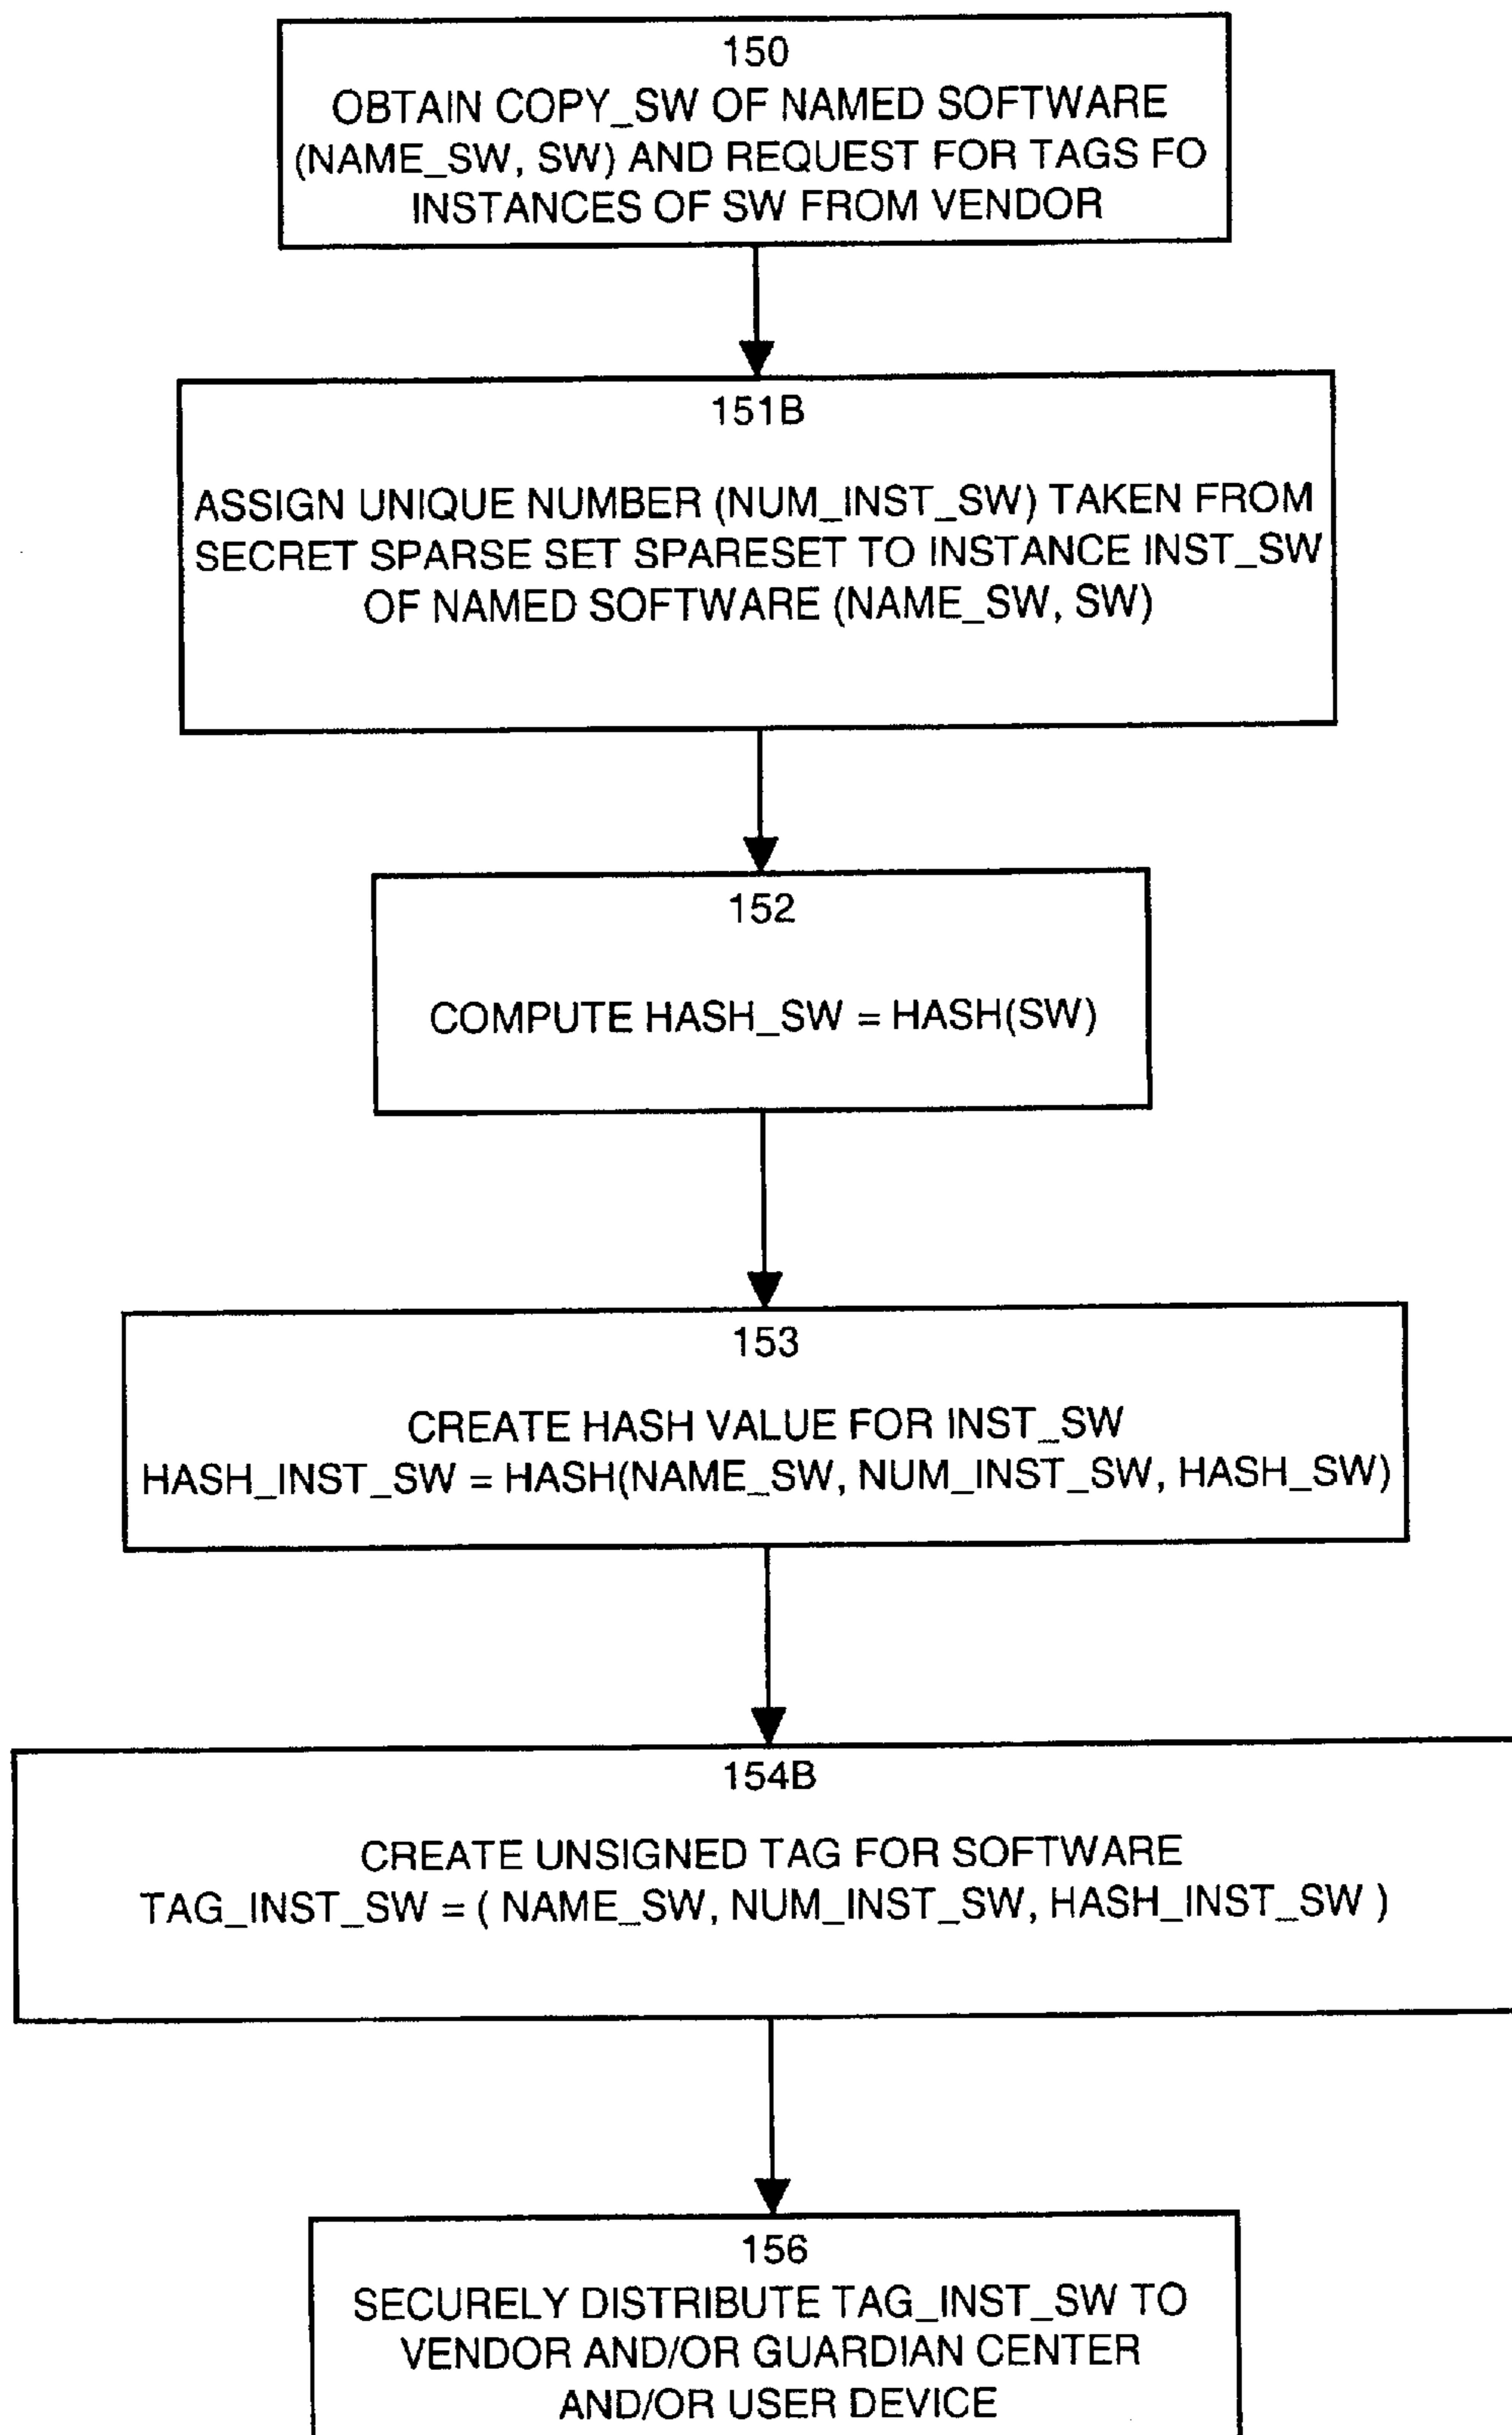 150
OBTAIN COPY_SW OF NAMED SOFTWARE
(NAME_SW, SW) AND REQUEST FOR TAGS FO
INSTANCES OF SW FROM VENDOR
151B
ASSIGN UNIQUE NUMBER (NUM_INST_SW) TAKEN FROM
SECRET SPARSE SET SPARESET TO INSTANCE INST_SW
OF NAMED SOFTWARE (NAME_SW, SW)
152
COMPUTE HASH_SW = HASH(SW)
153
CREATE HASH VALUE FOR INST_SW
HASH_INST_SW = HASH(NAME_SW, NUM_INST_SW, HASH_SW)
154B
CREATE UNSIGNED TAG FOR SOFTWARE
TAG_INST_SW = ( NAME_SW, NUM_INST_SW, HASH_INST_SW )
156
SECURELY DISTRIBUTE TAG_INST_SW TO
VENDOR AND/OR GUARDIAN CENTER
AND/OR USER DEVICE